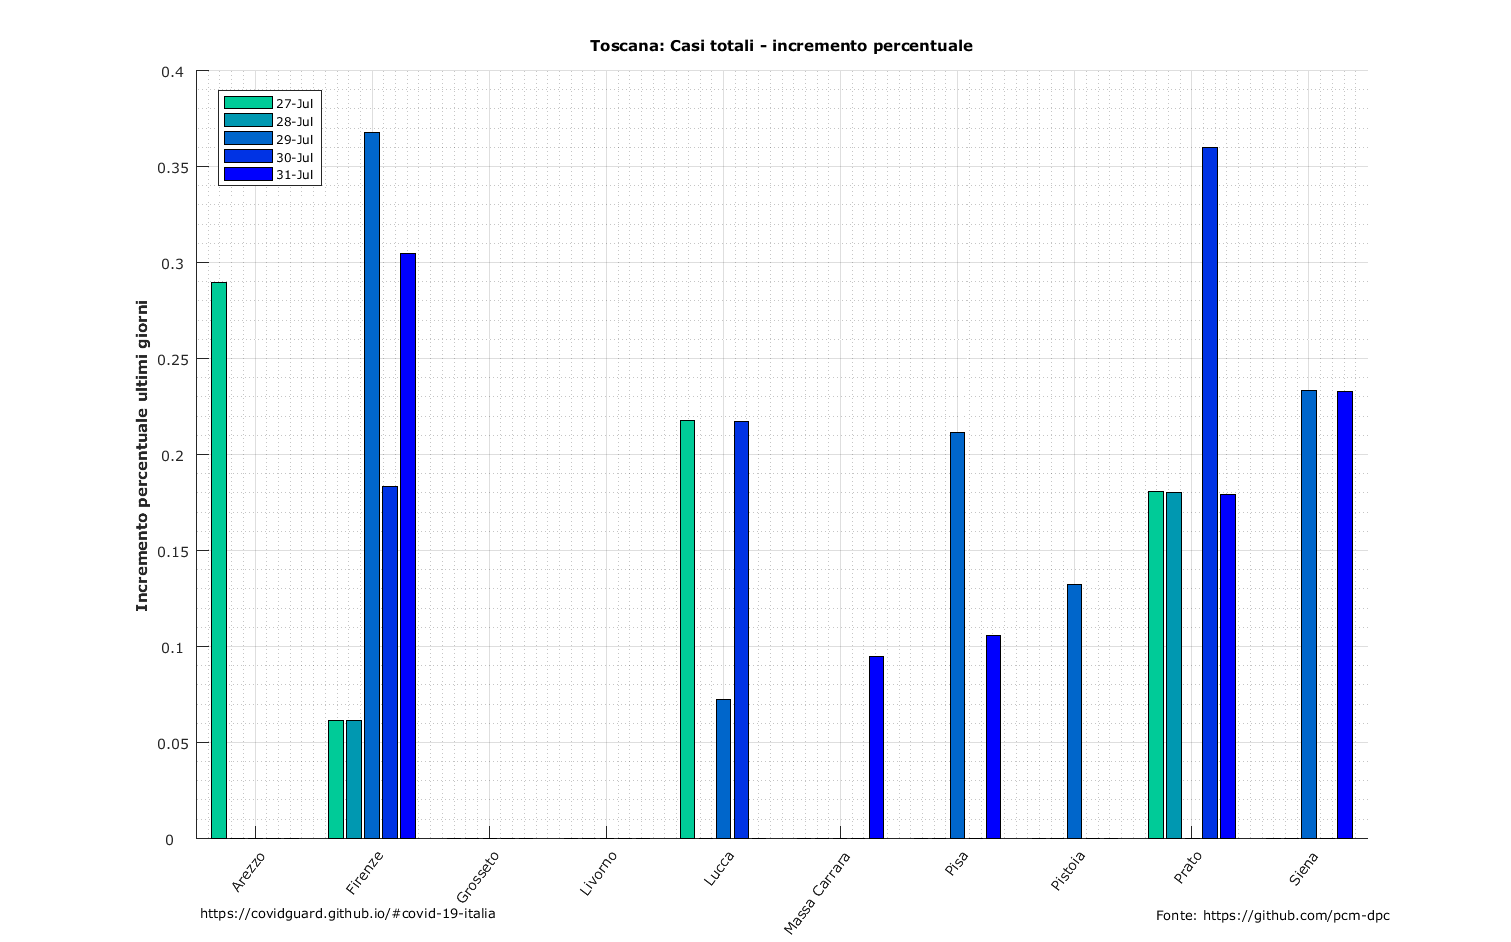 Toscana: Casi totali - incremento percentuale
0.4
0.35
0.3
0.25
0.2
0.15
0.1
0.05
0
Incremento percentuale ultimi giorni
27-Jul
28-Jul
29-Jul
30-Jul
31-Jul
Arezzo
Firenze
Grosseto
Livorno
Lucca
Massa Carrara
Pisa
Pistoia
Prato
Siena
https://covidguard.github.io/#covid-19-italia
Fonte: https://github.com/pcm-dpc